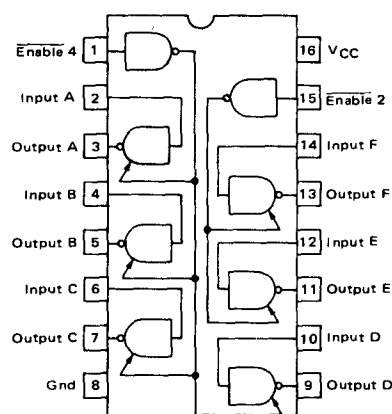 Enable 4 1
Input A 2
Output A 3
Input B 4
Output B 5
Input C 6
Output C 7
Gnd 8
16 VCC
15 Enable 2
14 Input F
13 Output F
12 Input E
11 Output E
10 Input D
9 Output D